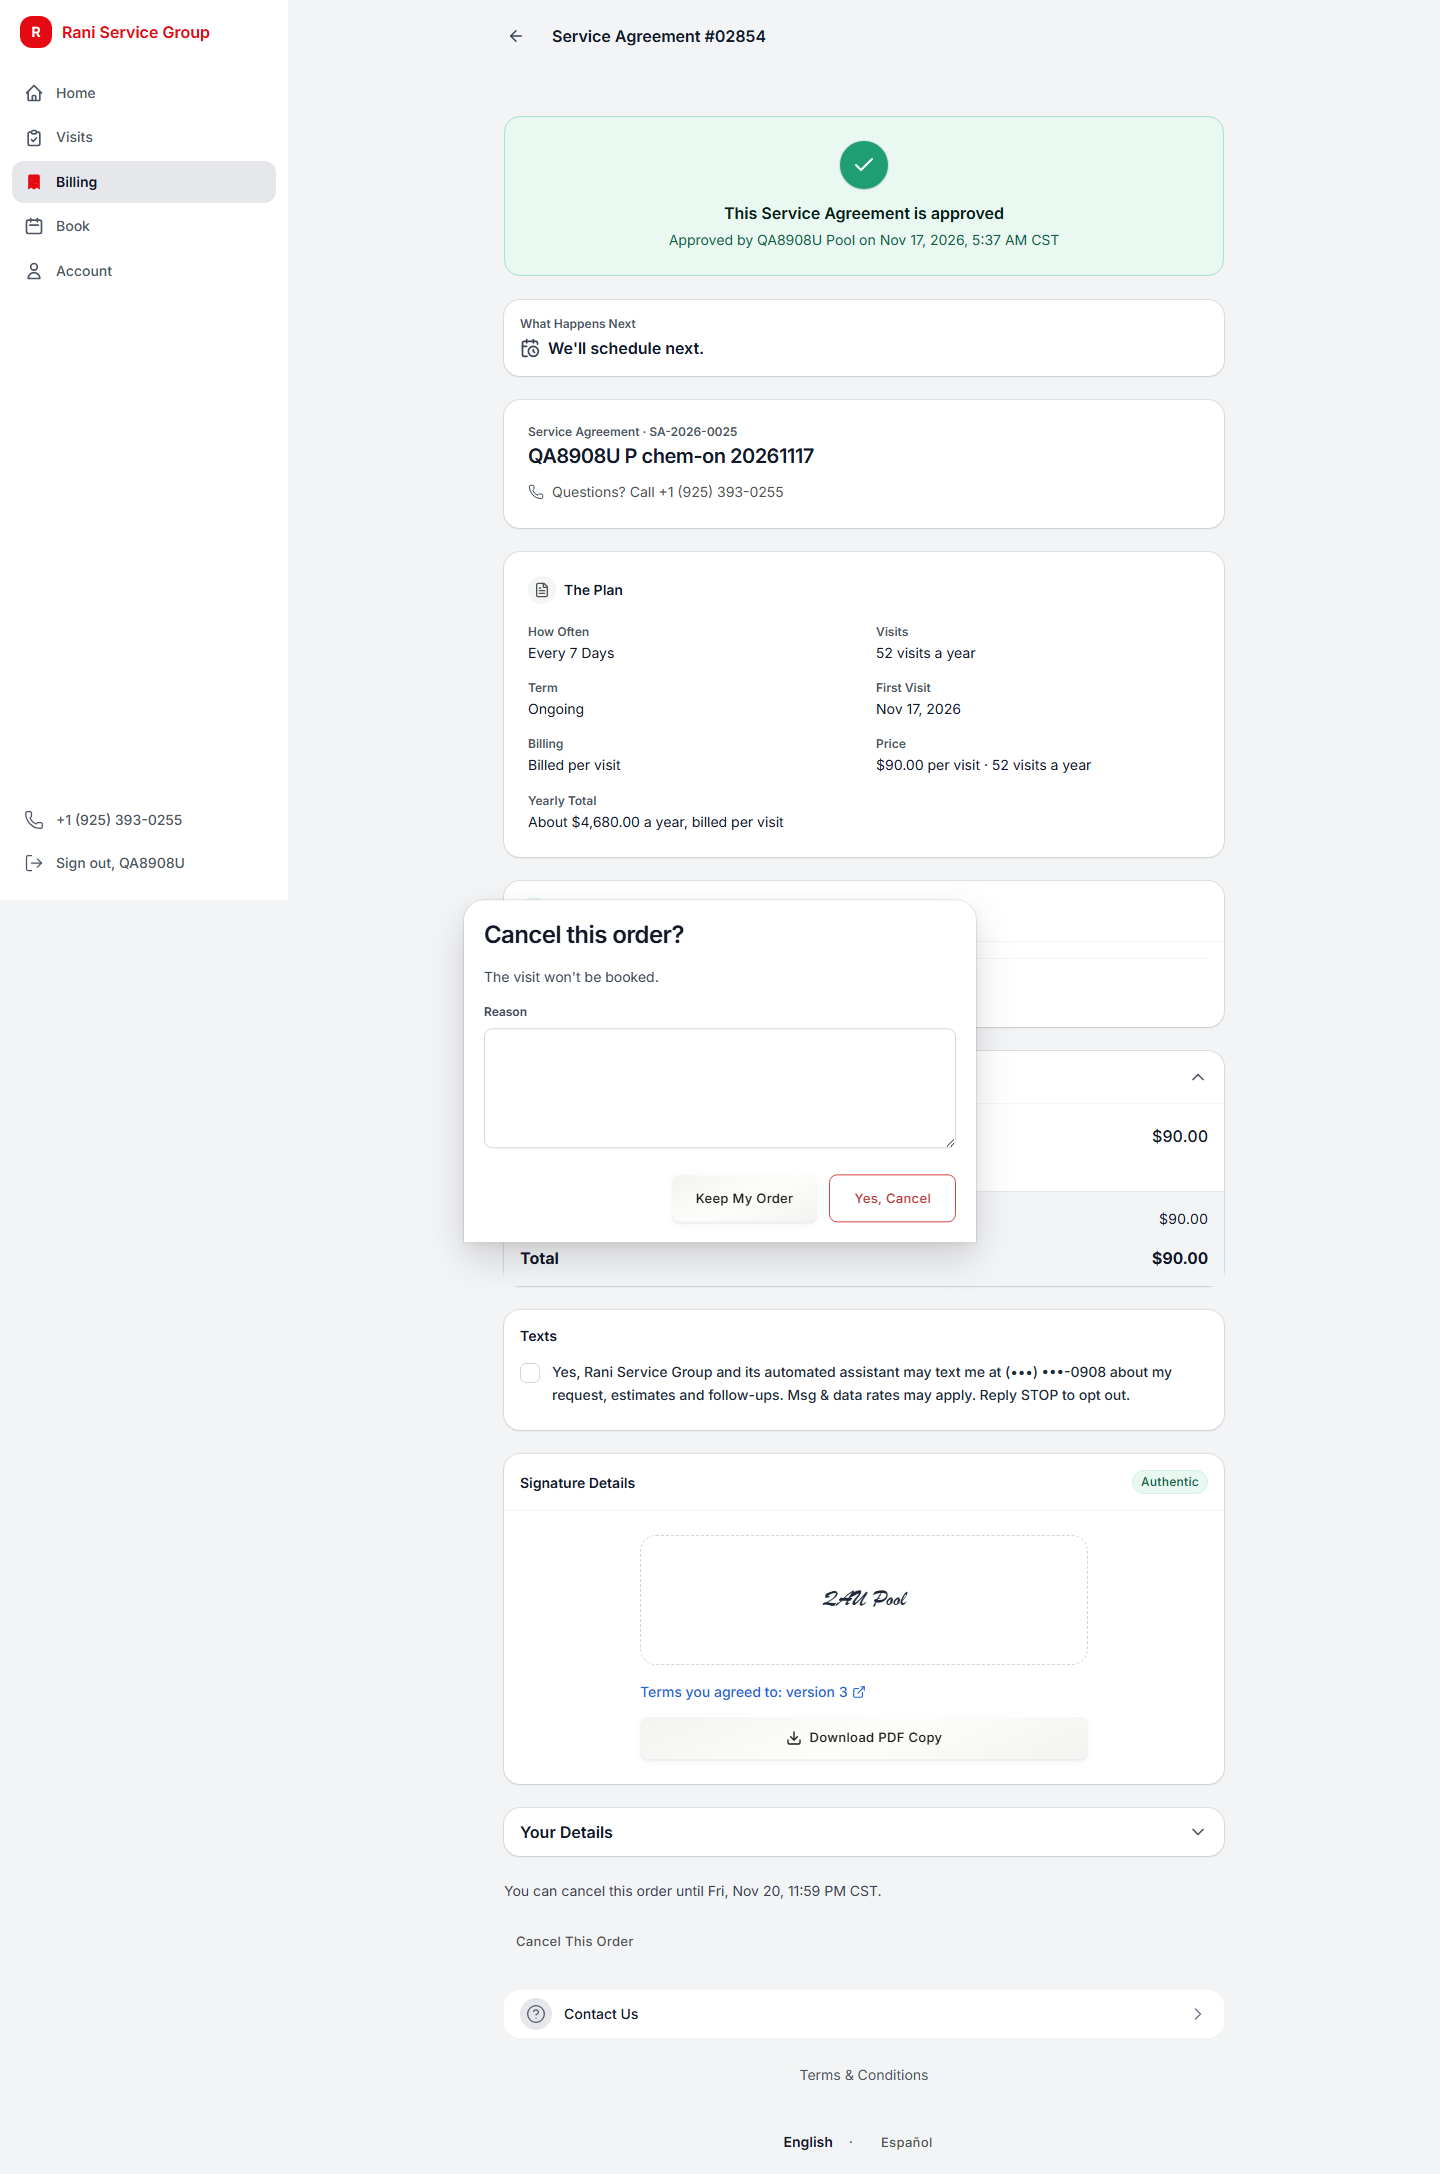 R
Rani Service Group
Home
Visits
Billing
Book
Account
+1 (925) 393-0255
Sign out, QA8908U
Service Agreement #02854
This Service Agreement is approved
Approved by QA8908U Pool on Nov 17, 2026, 5:37 AM CST
What Happens Next
We'll schedule next.
Service Agreement · SA-2026-0025
QA8908U P chem-on 20261117
Questions? Call +1 (925) 393-0255
The Plan
How Often
Every 7 Days
Visits
52 visits a year
Term
Ongoing
First Visit
Nov 17, 2026
Billing
Billed per visit
Price
$90.00 per visit · 52 visits a year
Yearly Total
About $4,680.00 a year, billed per visit
Cancel this order?
The visit won't be booked.
Reason
Keep My Order
Yes, Cancel
$90.00
$90.00
Total
$90.00
Texts
Yes, Rani Service Group and its automated assistant may text me at (•••) •••-0908 about my
request, estimates and follow-ups. Msg & data rates may apply. Reply STOP to opt out.
Signature Details
Authentic
QAU Pool
Terms you agreed to: version 3
Download PDF Copy
Your Details
You can cancel this order until Fri, Nov 20, 11:59 PM CST.
Cancel This Order
Contact Us
Terms & Conditions
English · Español